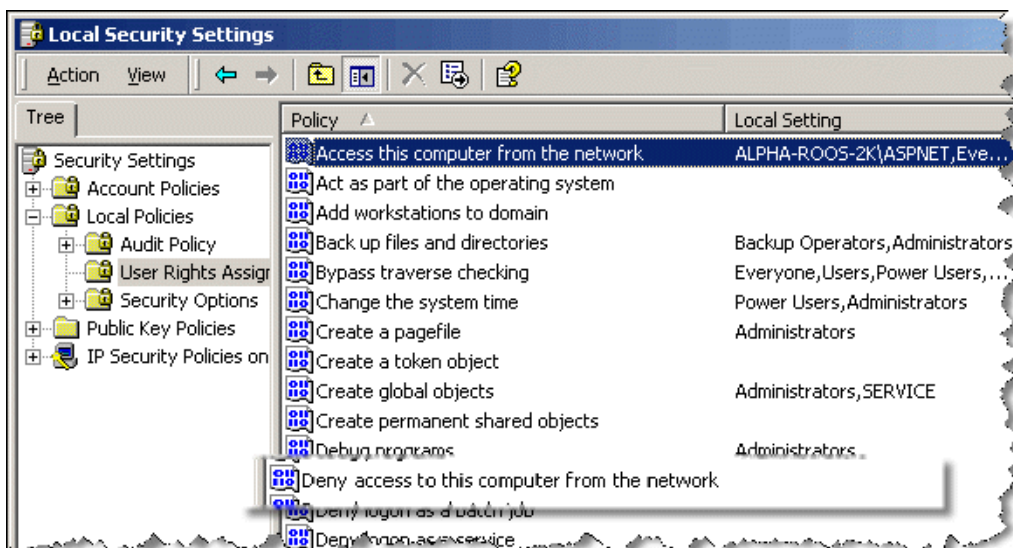 Local Security Settings
Action View
Tree
Policy Local Setting
Security Settings
Account Policies
Local Policies
Audit Policy
User Rights Assigr
Security Options
Public Key Policies
IP Security Policies on
Access this computer from the network ALPHA-ROOS-2K\ASPNET,Eve...
Act as part of the operating system
Add workstations to domain
Back up files and directories Backup Operators,Administrators
Bypass traverse checking Everyone,Users,Power Users,...
Change the system time Power Users,Administrators
Create a pagefile Administrators
Create a token object
Create global objects Administrators,SERVICE
Create permanent shared objects
Debug programs Administrators
Deny access to this computer from the network
Deny logon as a batch job
Deny logon as a service